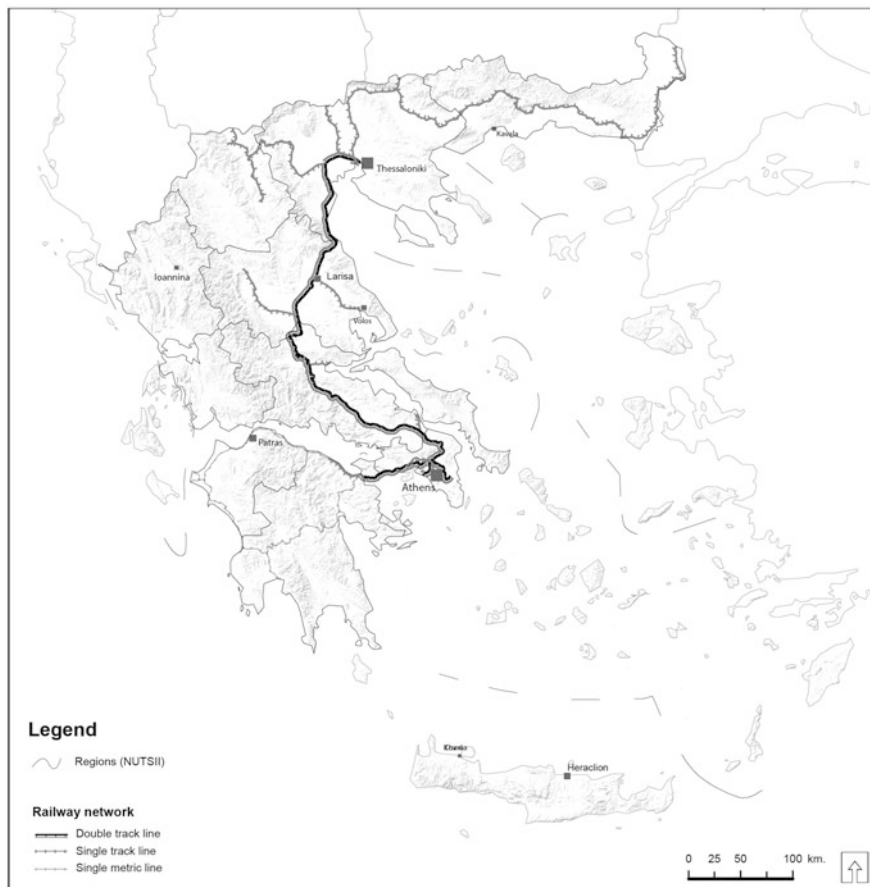 Kavala
Thessaloniki
Ioannina
Larisa
Volos
Patras
Athens
Heraclion
Legend
Regions (NUTSII)
Railway network
Double track line
Single track line
Single metric line
0 25 50 100 km.